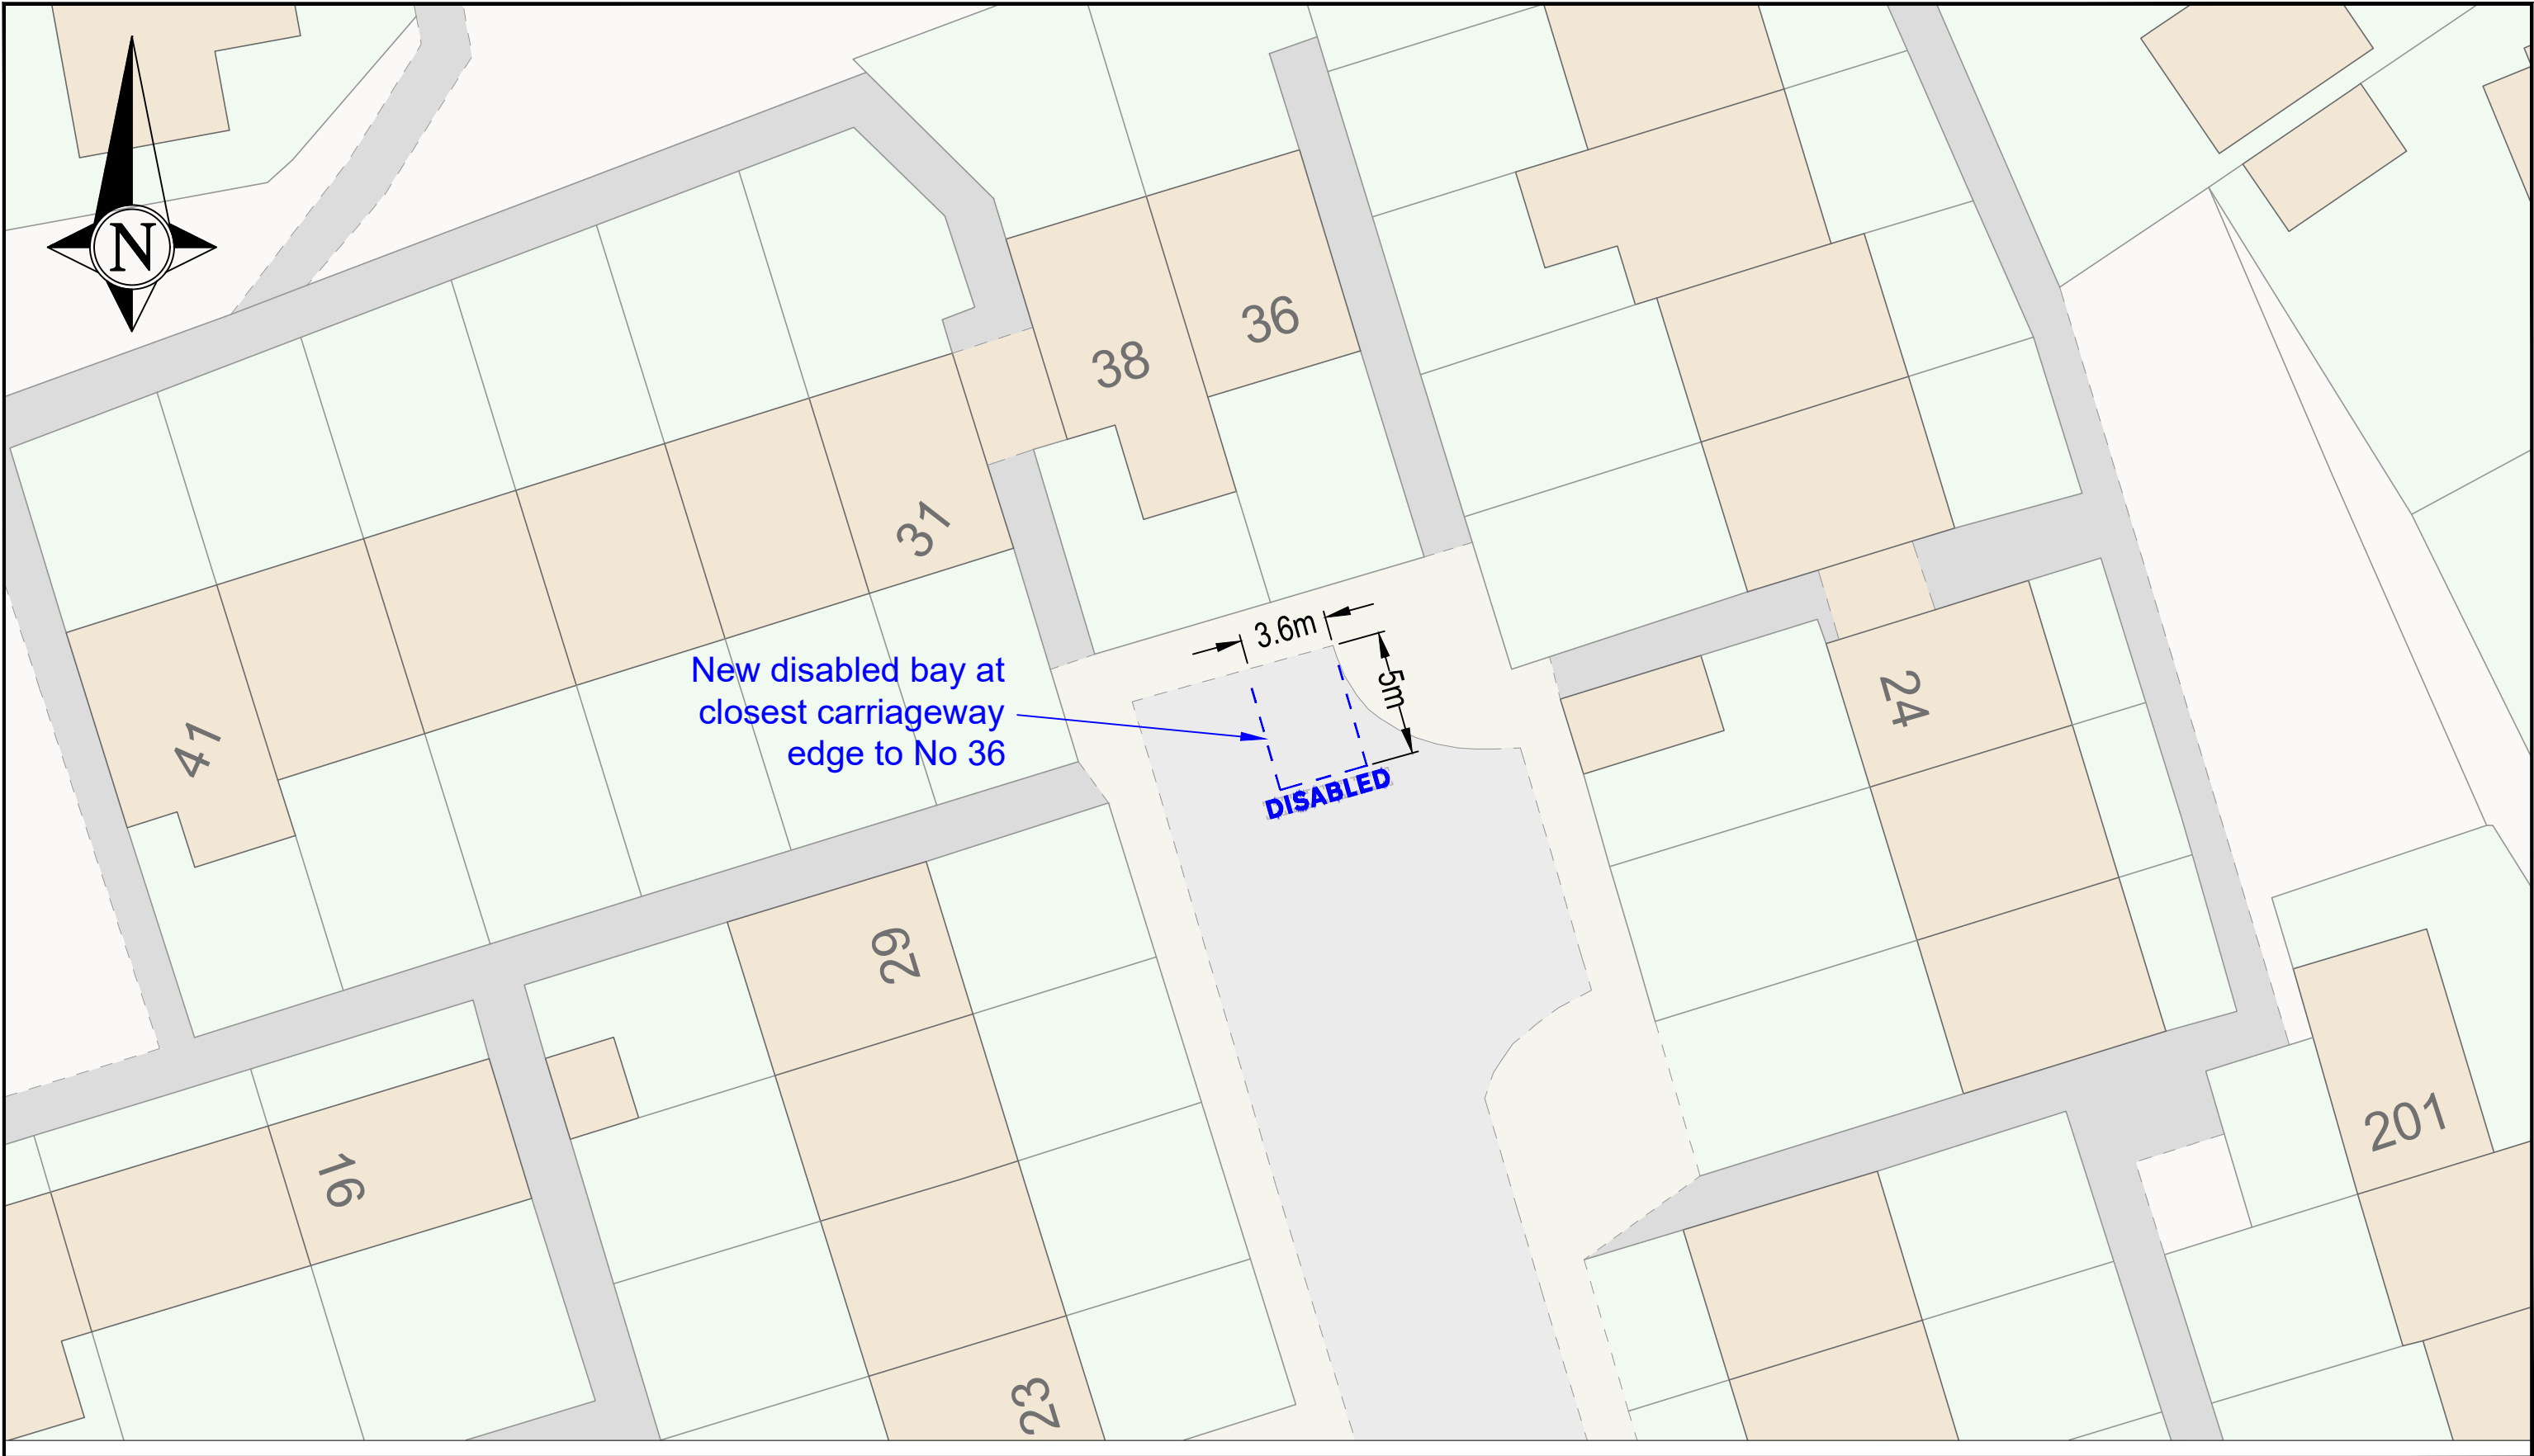 N
36
38
31
3.6m
New disabled bay at
closest carriageway
edge to No 36
5m
24
41
DISABLED
29
201
16
23